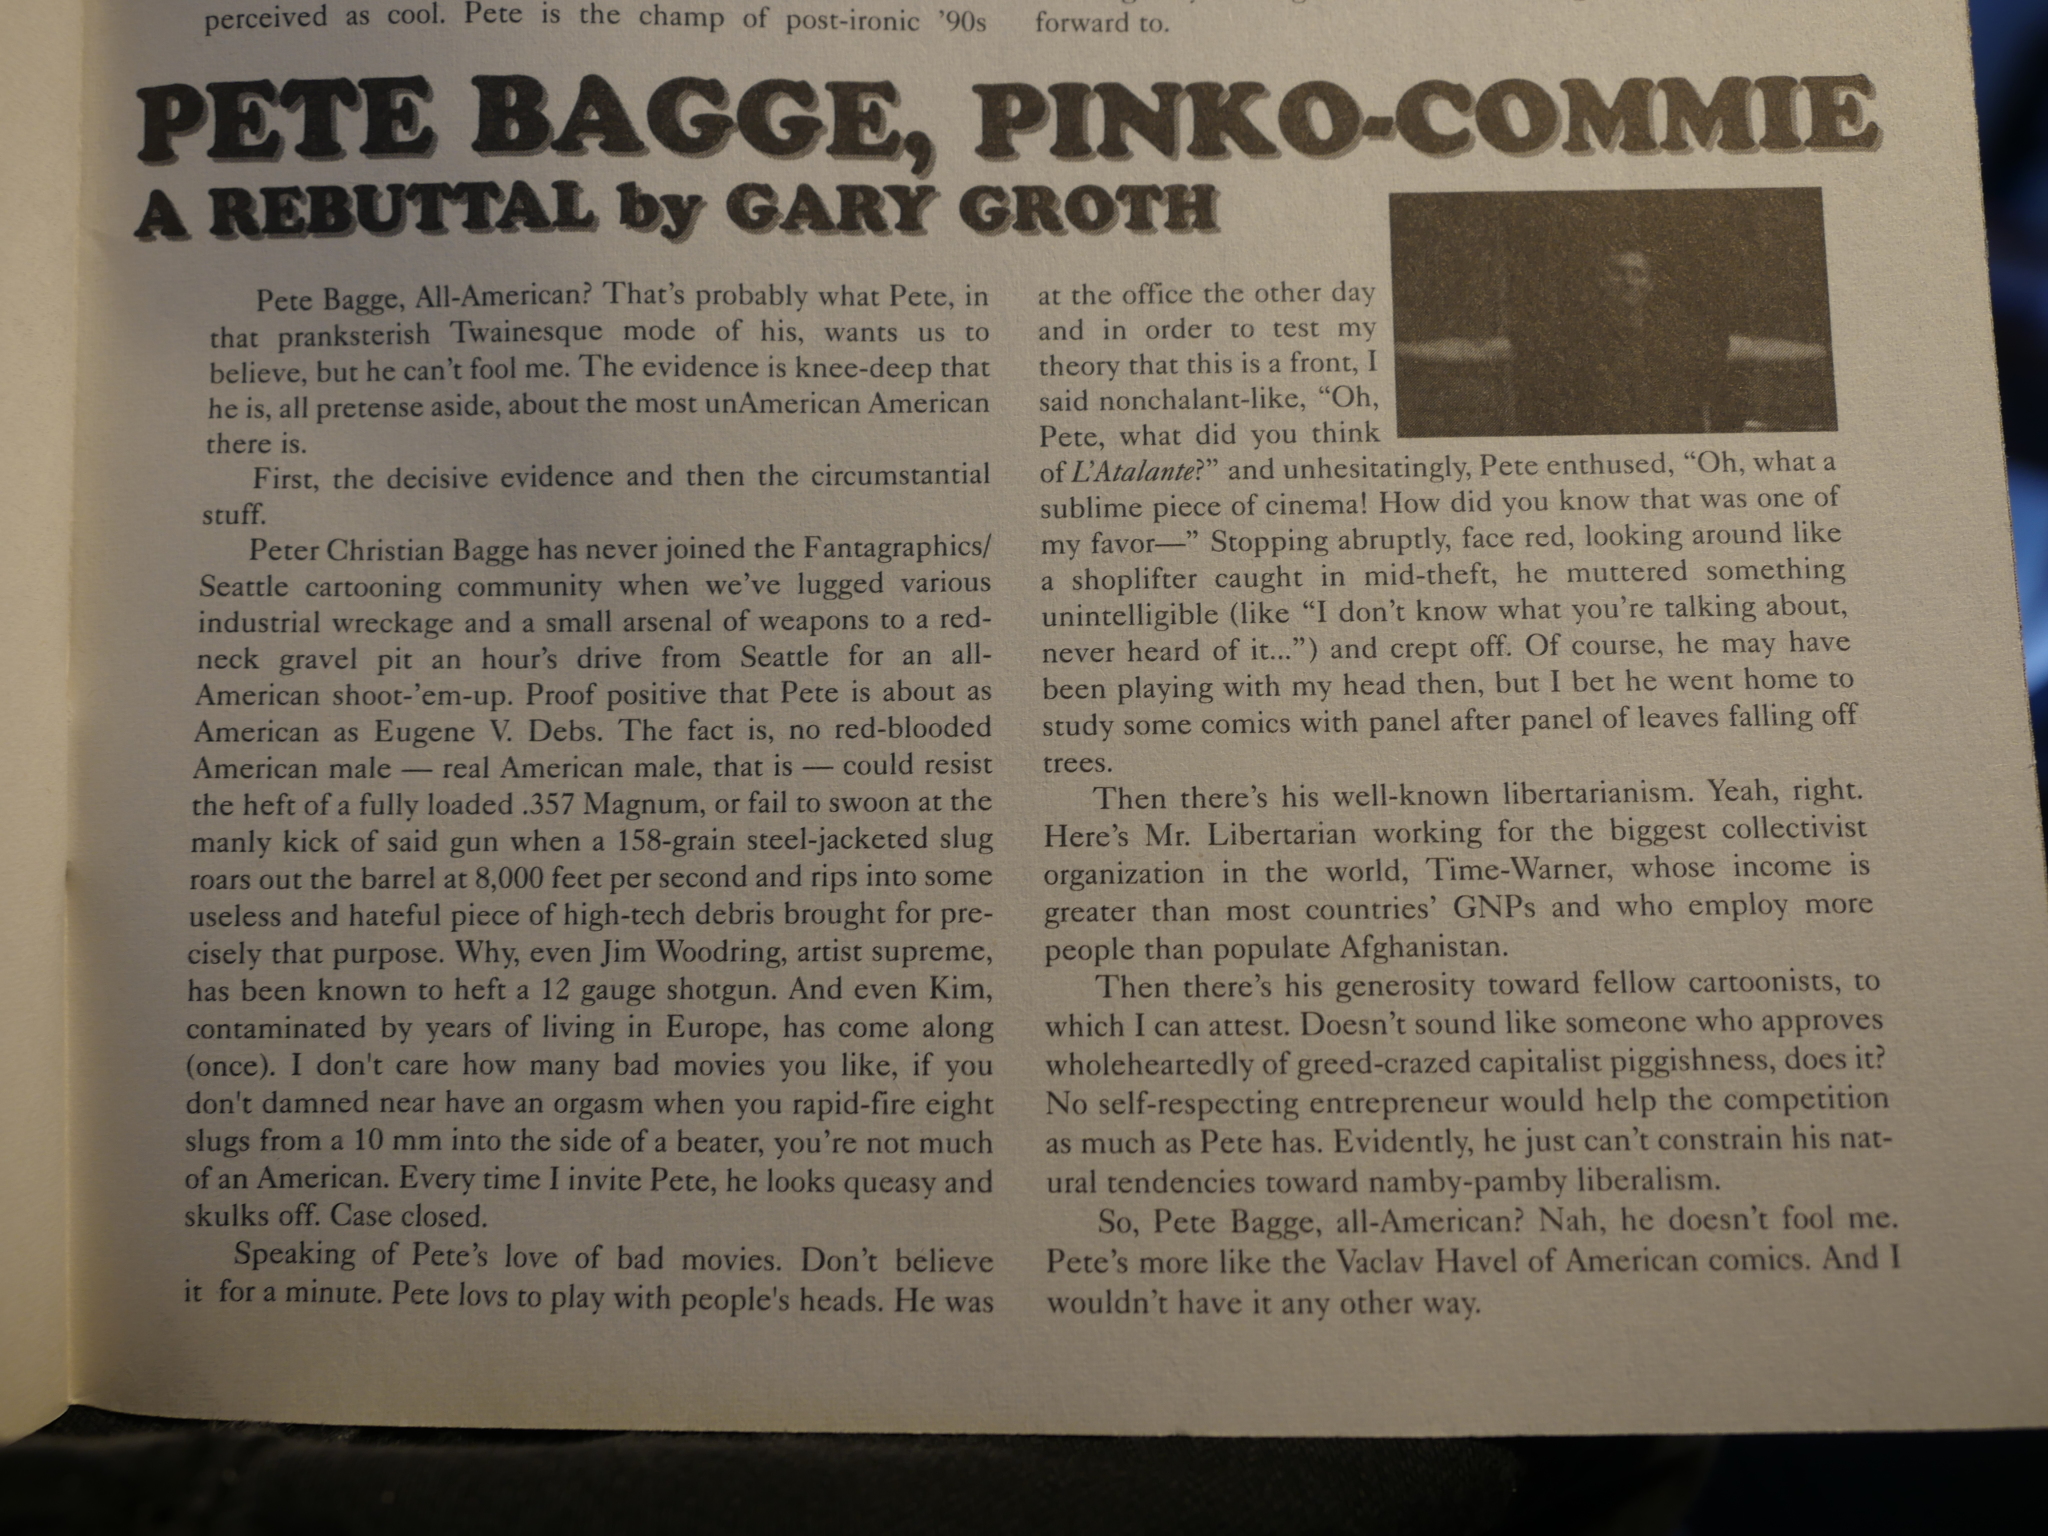 perceived as cool. Pete is the champ of post-ironic ’90s
forward to.
PETE BAGGE, PINKO-COMMIE
A REBUTTAL by GARY GROTH
Pete Bagge, All-American? That’s probably what Pete, in
that pranksterish Twainesque mode of his, wants us to
believe, but he can’t fool me. The evidence is knee-deep that
he is, all pretense aside, about the most unAmerican American
there is.
First, the decisive evidence and then the circumstantial
stuff.
Peter Christian Bagge has never joined the Fantagraphics/
Seattle cartooning community when we’ve lugged various
industrial wreckage and a small arsenal of weapons to a red-
neck gravel pit an hour’s drive from Seattle for an all-
American shoot-’em-up. Proof positive that Pete is about as
American as Eugene V. Debs. The fact is, no red-blooded
American male — real American male, that is — could resist
the heft of a fully loaded .357 Magnum, or fail to swoon at the
manly kick of said gun when a 158-grain steel-jacketed slug
roars out the barrel at 8,000 feet per second and rips into some
useless and hateful piece of high-tech debris brought for pre-
cisely that purpose. Why, even Jim Woodring, artist supreme,
has been known to heft a 12 gauge shotgun. And even Kim,
contaminated by years of living in Europe, has come along
(once). I don't care how many bad movies you like, if you
don't damned near have an orgasm when you rapid-fire eight
slugs from a 10 mm into the side of a beater, you’re not much
of an American. Every time I invite Pete, he looks queasy and
skulks off. Case closed.
Speaking of Pete’s love of bad movies. Don’t believe
it for a minute. Pete lovs to play with people's heads. He was
at the office the other day
and in order to test my
theory that this is a front, I
said nonchalant-like, “Oh,
Pete, what did you think
of L’Atalante?” and unhesitatingly, Pete enthused, “Oh, what a
sublime piece of cinema! How did you know that was one of
my favor—” Stopping abruptly, face red, looking around like
a shoplifter caught in mid-theft, he muttered something
unintelligible (like “I don’t know what you’re talking about,
never heard of it...”) and crept off. Of course, he may have
been playing with my head then, but I bet he went home to
study some comics with panel after panel of leaves falling off
trees.
Then there’s his well-known libertarianism. Yeah, right.
Here’s Mr. Libertarian working for the biggest collectivist
organization in the world, Time-Warner, whose income is
greater than most countries’ GNPs and who employ more
people than populate Afghanistan.
Then there’s his generosity toward fellow cartoonists, to
which I can attest. Doesn’t sound like someone who approves
wholeheartedly of greed-crazed capitalist piggishness, does it?
No self-respecting entrepreneur would help the competition
as much as Pete has. Evidently, he just can’t constrain his nat-
ural tendencies toward namby-pamby liberalism.
So, Pete Bagge, all-American? Nah, he doesn’t fool me.
Pete’s more like the Vaclav Havel of American comics. And I
wouldn’t have it any other way.